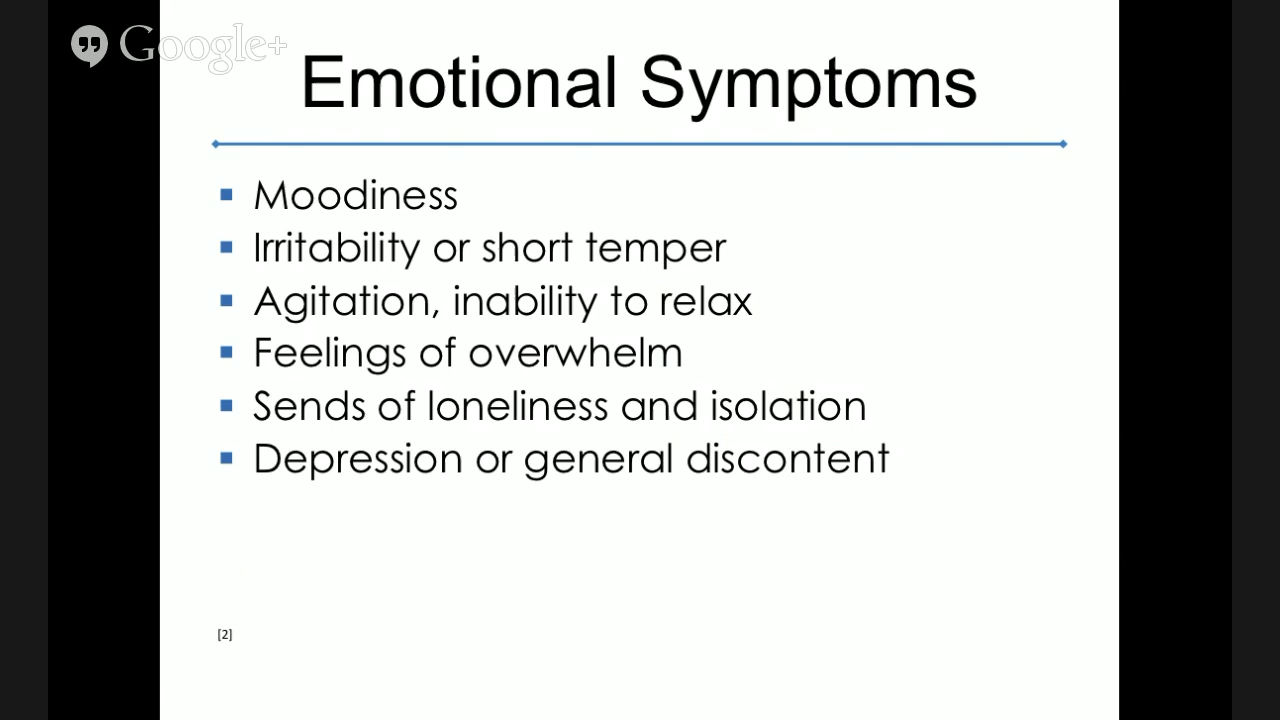 Google+
Emotional Symptoms
Moodiness
Irritability or short temper
Agitation, inability to relax
Feelings of overwhelm
Sends of loneliness and isolation
Depression or general discontent
[2]